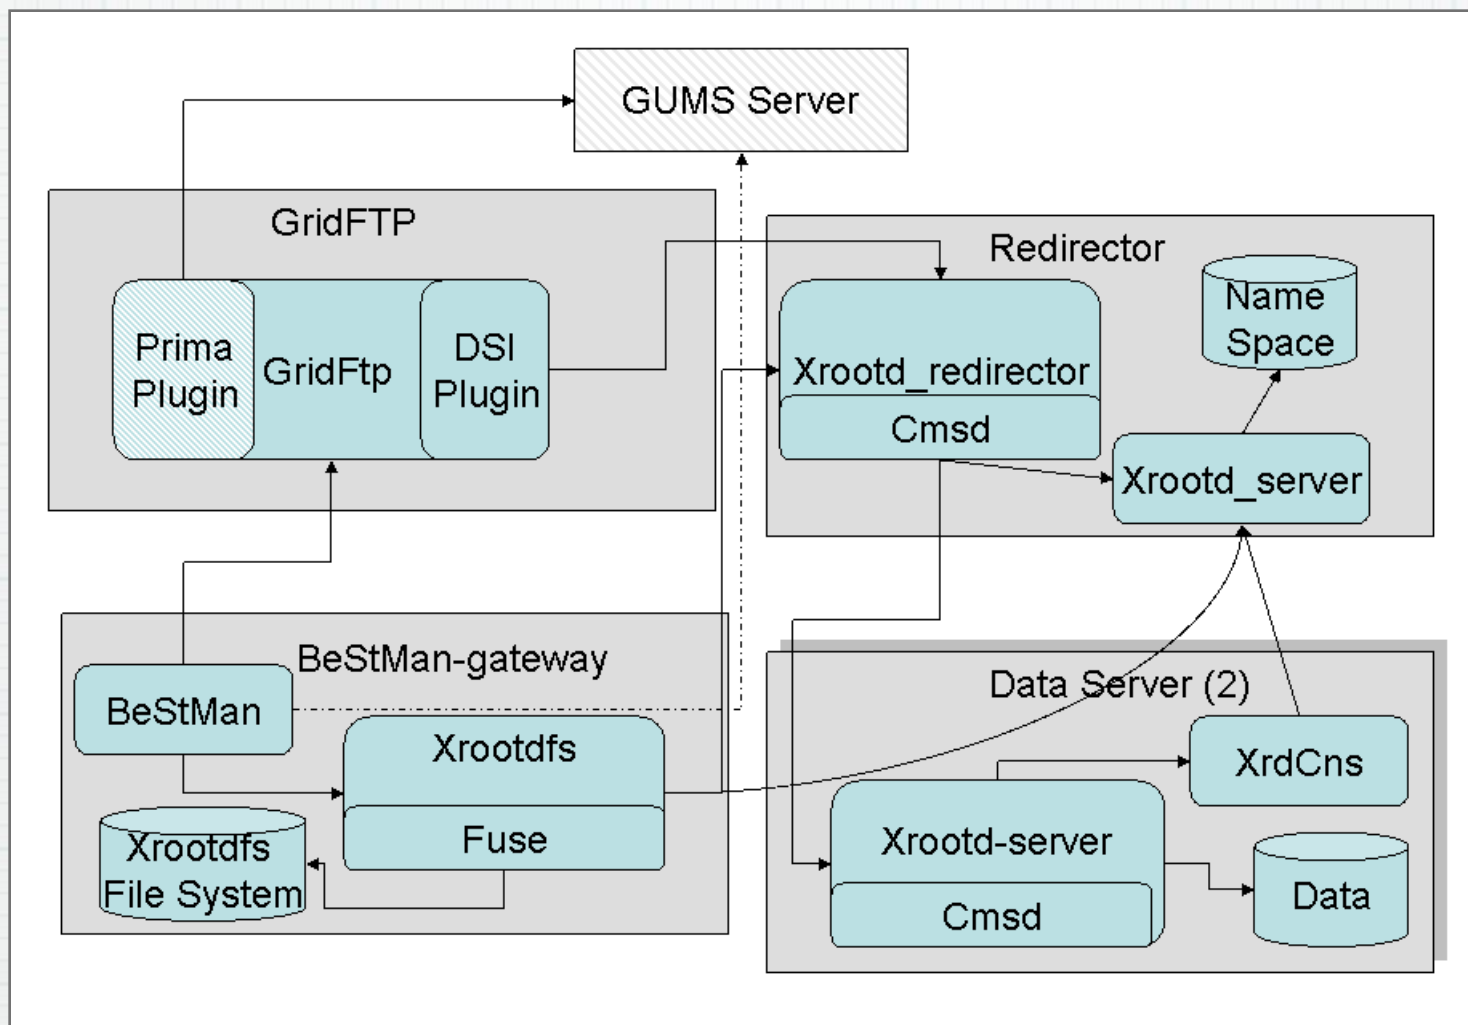 GUMS Server
GridFTP
Prima
Plugin
GridFtp
DSI
Plugin
Redirector
Xrootd_redirector
Cmsd
Name
Space
Xrootd_server
BeStMan-gateway
BeStMan
Xrootdfs
Fuse
Xrootdfs
File System
Data Server (2)
XrdCns
Xrootd-server
Cmsd
Data